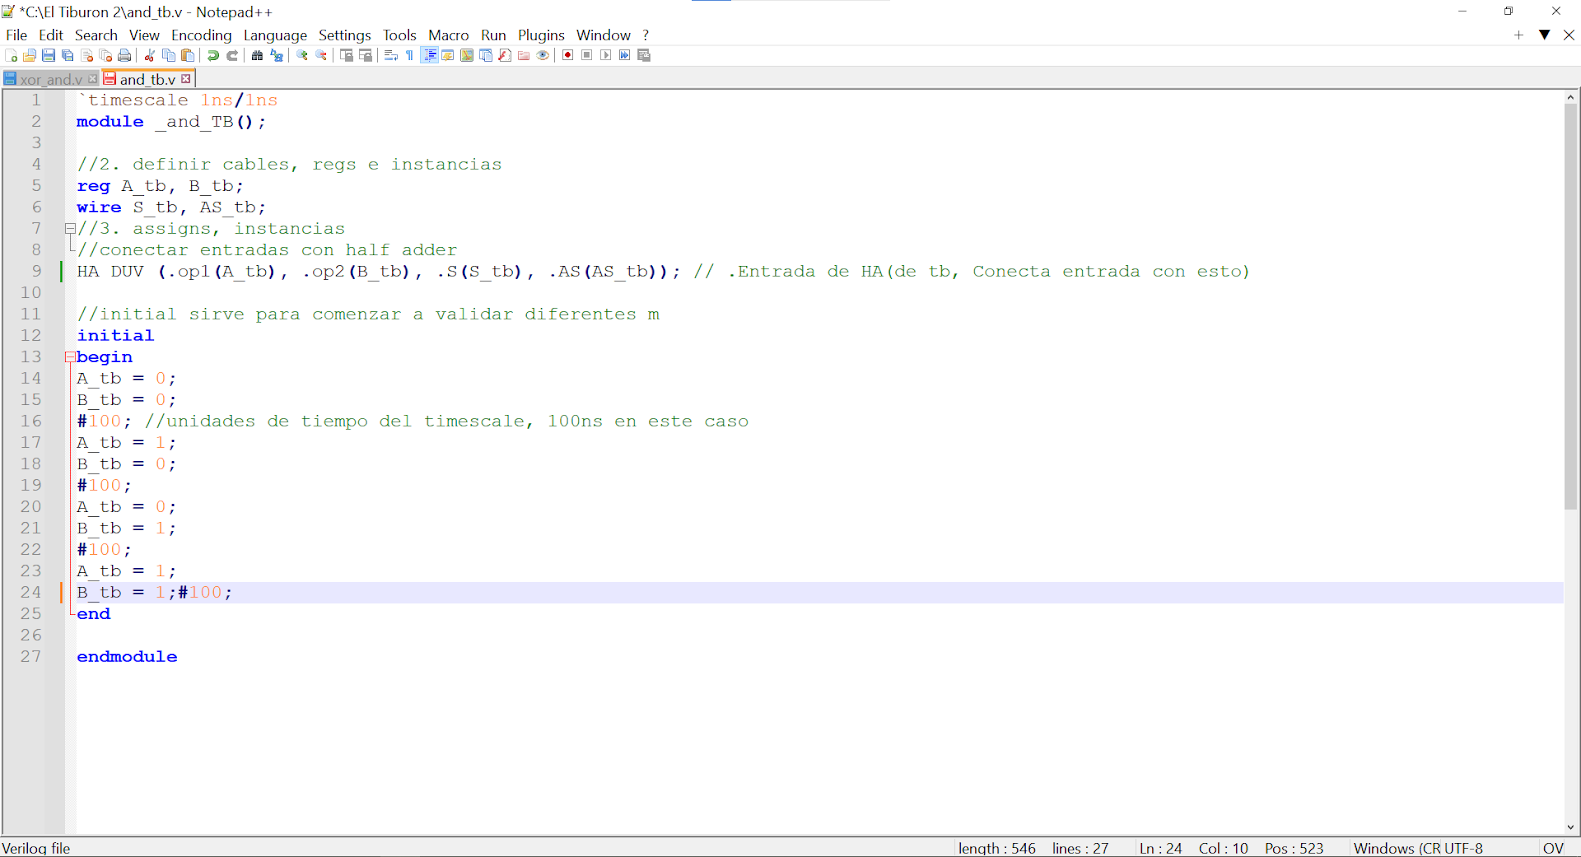 *C:\El Tiburon 2\and_tb.v - Notepad++
File Edit Search View Encoding Language Settings Tools Macro Run Plugins Window ?
xor_and.v and_tb.v
1 `timescale 1ns/1ns
2 module _and_TB();
3
4 //2. definir cables, regs e instancias
5 reg A_tb, B_tb;
6 wire S_tb, AS_tb;
7 //3. assigns, instancias
8 //conectar entradas con half adder
9 HA DUV (.op1(A_tb), .op2(B_tb), .S(S_tb), .AS(AS_tb)); // .Entrada de HA(de tb, Conecta entrada con esto)
10
11 //initial sirve para comenzar a validar diferentes m
12 initial
13 begin
14 A_tb = 0;
15 B_tb = 0;
16 #100; //unidades de tiempo del timescale, 100ns en este caso
17 A_tb = 1;
18 B_tb = 0;
19 #100;
20 A_tb = 0;
21 B_tb = 1;
22 #100;
23 A_tb = 1;
24 B_tb = 1;#100;
25 end
26
27 endmodule
Verilog file length : 546 lines : 27 Ln : 24 Col : 10 Pos : 523 Windows (CR UTF-8 OV